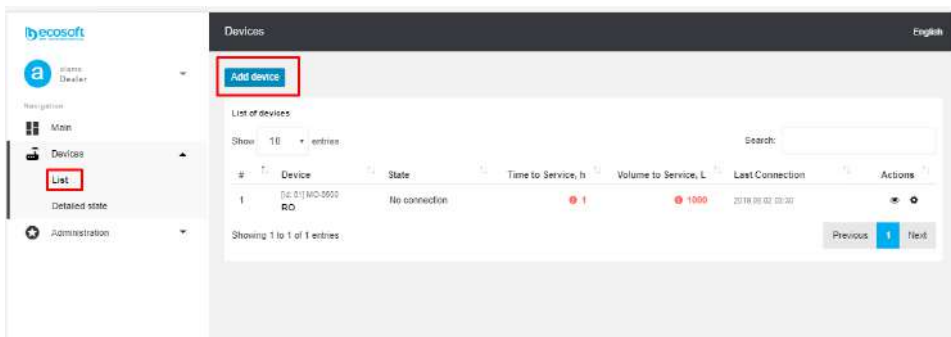 ecosoft
Devices
English
a
Dealer
Navigation
Main
Devices
List
Detailed state
Administration
Add device
List of devices
Show 10 entries
Search:
# Device State Time to Service, h Volume to Service, L Last Connection Actions
1 RO No connection 1 1000
Showing 1 to 1 of 1 entries
Previous 1 Next